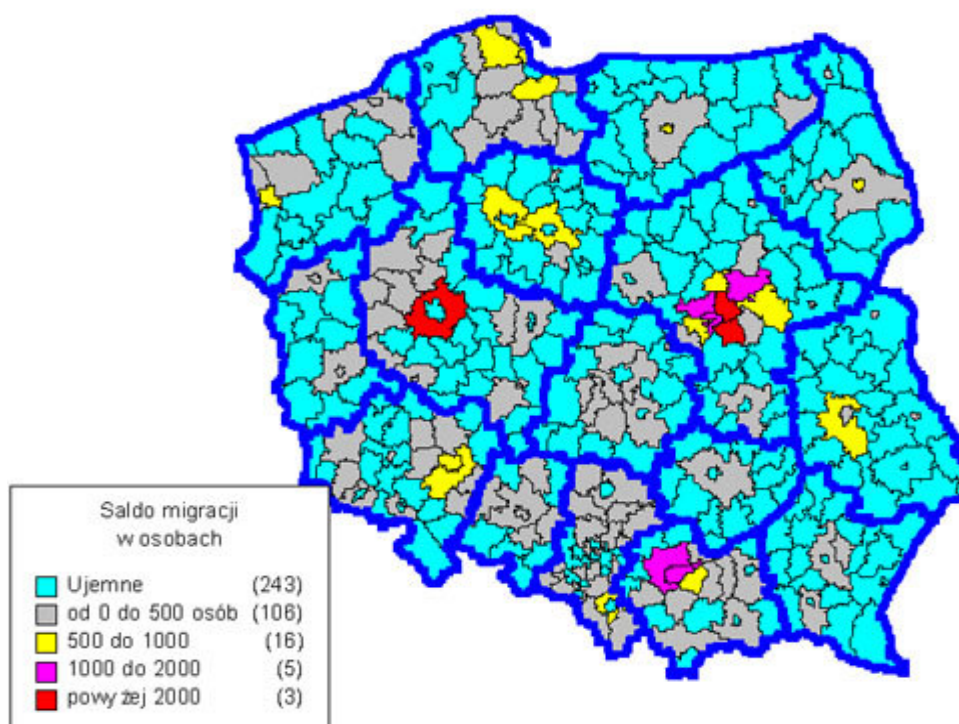 Saldo migracji
w osobach
Ujemne (243)
od 0 do 500 osób (106)
500 do 1000 (16)
1000 do 2000 (5)
powyżej 2000 (3)